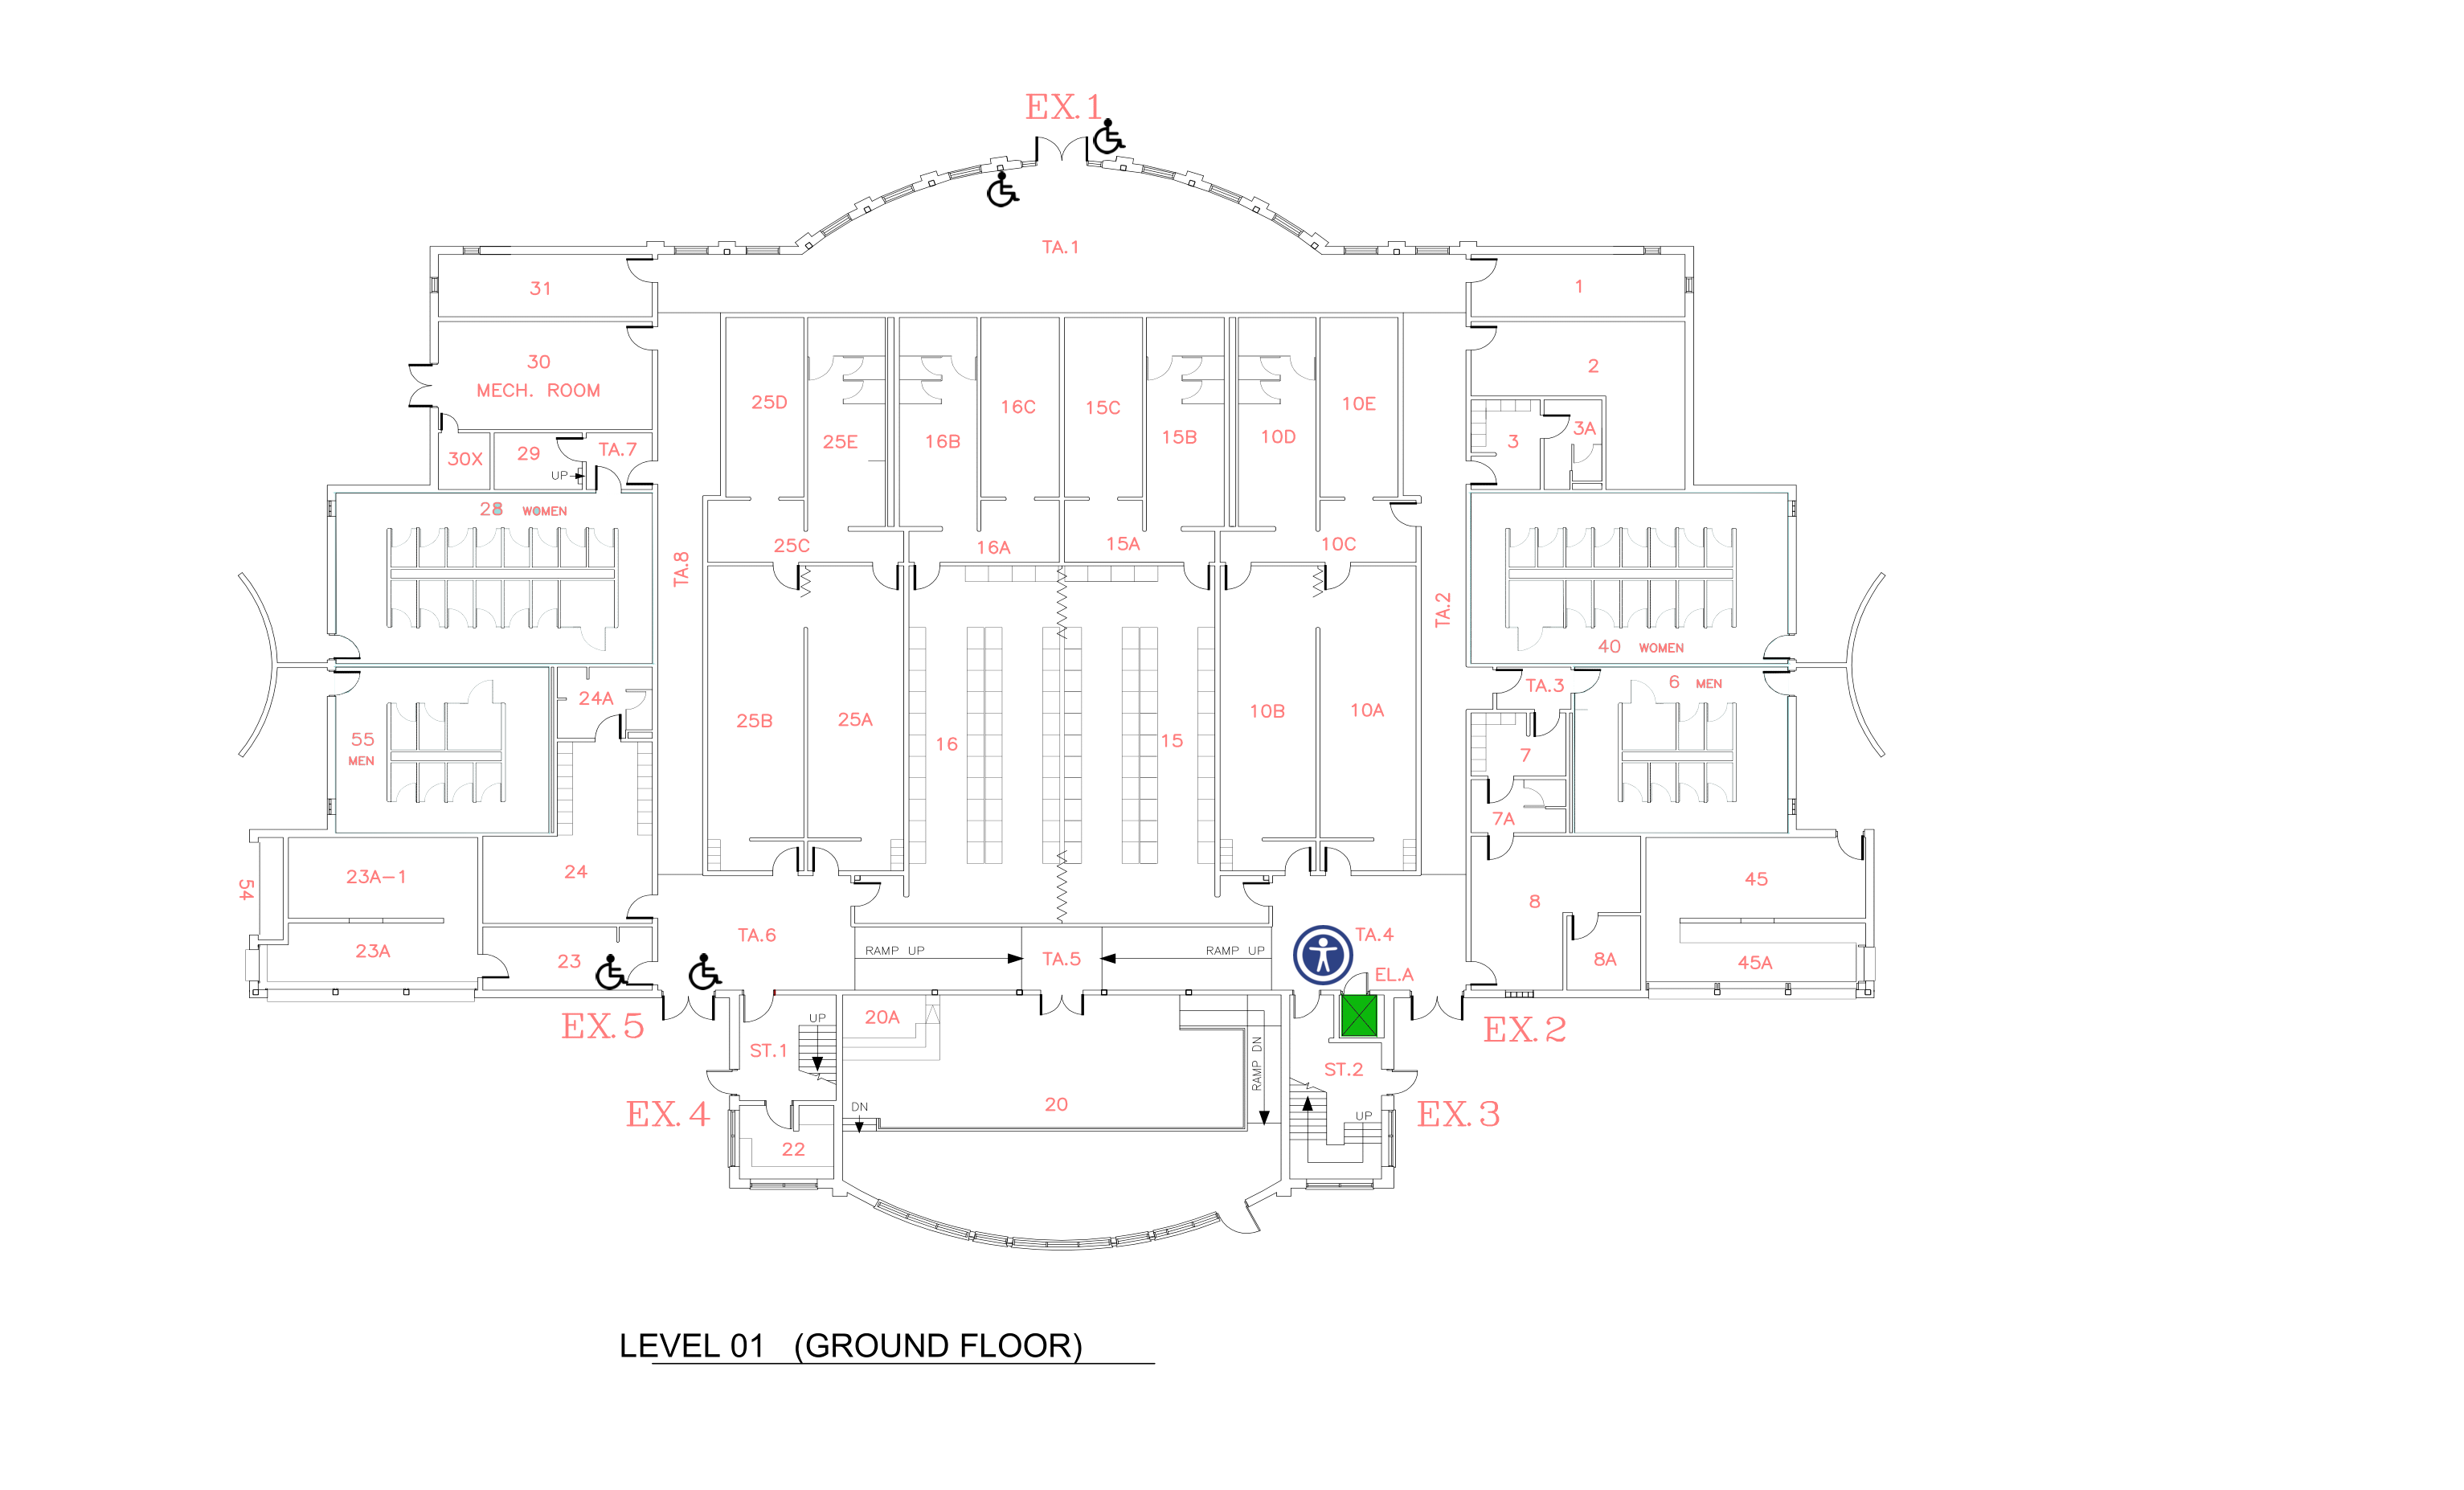 EX.1
TA.1
31
1
30
MECH. ROOM
2
25D
16C
15C
10E
25E
16B
15B
10D
3A
3
30X
29
TA.7
UP
28 WOMEN
25C
16A
15A
10C
TA.8
TA.2
40 WOMEN
24A
TA.3
6 MEN
25B
25A
10B
10A
55
MEN
16
15
7
7A
54
23A-1
24
45
8
TA.6
TA.4
23A
23
RAMP UP
TA.5
RAMP UP
8A
45A
EL.A
EX.5
20A
UP
EX.2
ST.1
RAMP DN
ST.2
EX.4
DN
20
UP
EX.3
22
LEVEL 01 (GROUND FLOOR)